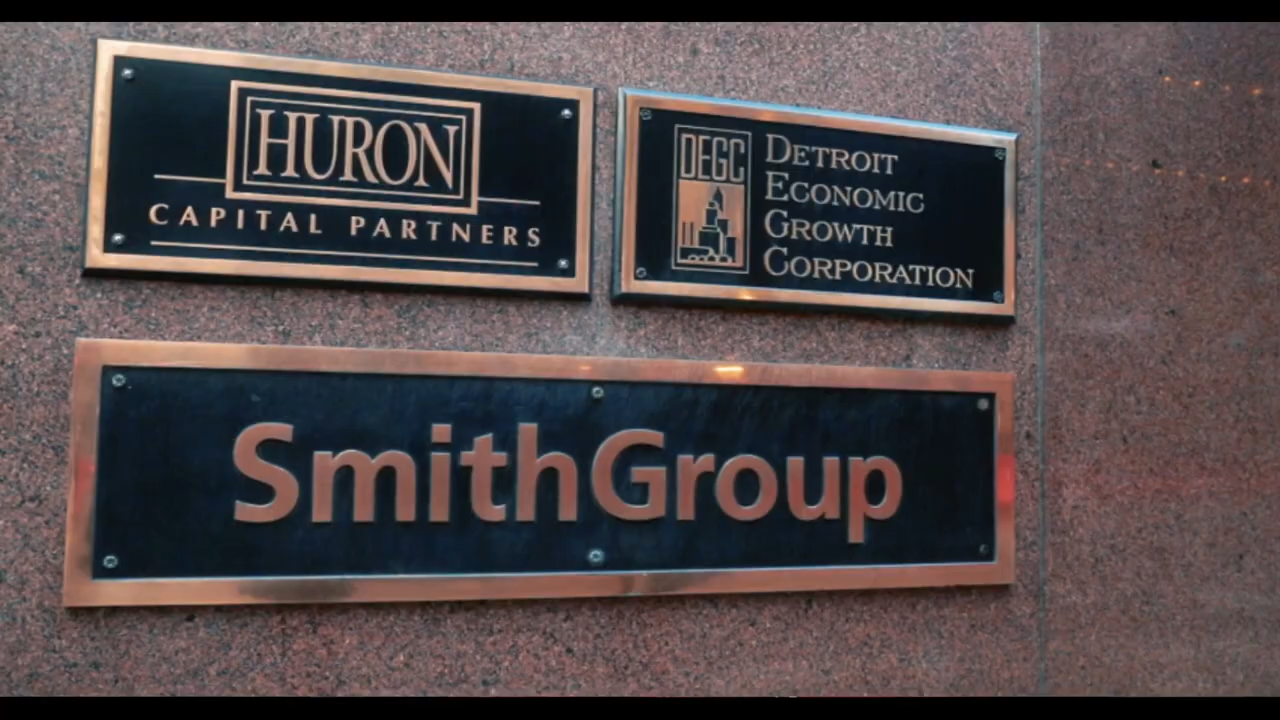 HURON
CAPITAL PARTNERS
DEGC
DETROIT
ECONOMIC
GROWTH
CORPORATION
SmithGroup